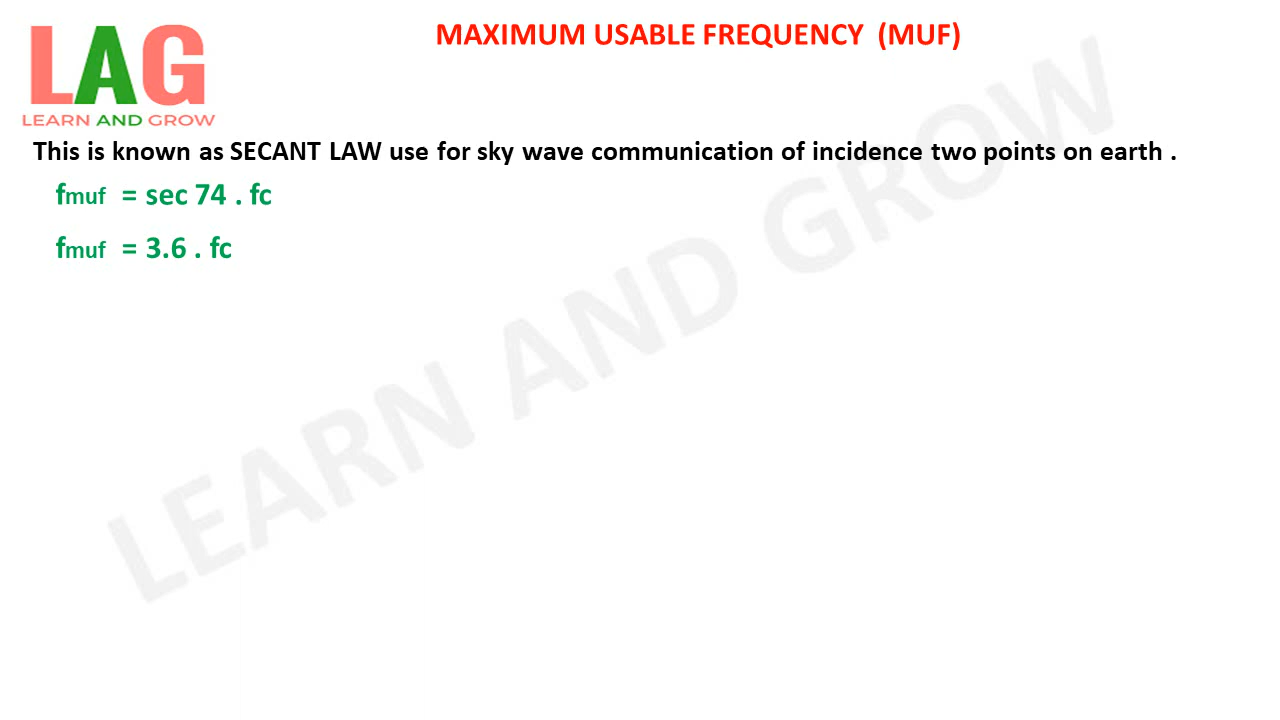 LAG
LEARN AND GROW
MAXIMUM USABLE FREQUENCY (MUF)
This is known as SECANT LAW use for sky wave communication of incidence two points on earth .
fmuf = sec 74 . fc
fmuf = 3.6 . fc
LEARN AND GROW